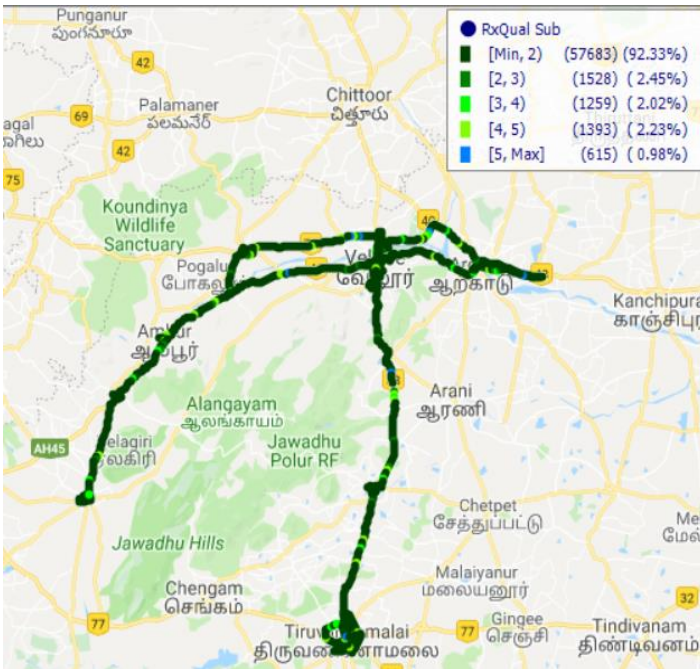 Punganur
పుంగనూరు
RxQual Sub
[Min, 2) (57683) (92.33%)
[2, 3) (1528) ( 2.45%)
[3, 4) (1259) ( 2.02%)
[4, 5) (1393) ( 2.23%)
[5, Max] (615) ( 0.98%)
42
Chittoor
చిత్తూరు
Palamaner
పలమనేర్
69
42
75
Koundinya
Wildlife
Sanctuary
40
ஆற்காடு
Kanchipura
காஞ்சிபு
Arani
ஆரணி
Alangayam
ஆலங்காயம்
Jawadhu
Polur RF
AH45
Chetpet
சேத்துப்பட்டு
Jawadhu Hills
Malaiyanur
மலையனூர்
Chengam
செங்கம்
77
77
Gingee
செஞ்சி
32
Tindivanam
திண்டிவனம்